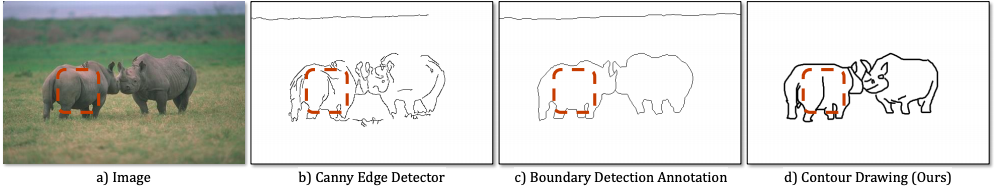 a) Image
b) Canny Edge Detector
c) Boundary Detection Annotation
d) Contour Drawing (Ours)